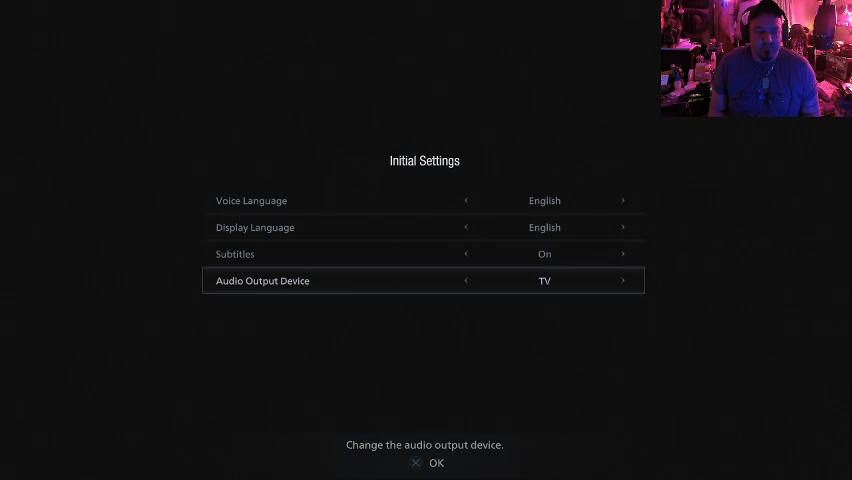 Initial Settings
Voice Language < English >
Display Language < English >
Subtitles < On >
Audio Output Device < TV >
Change the audio output device.
OK